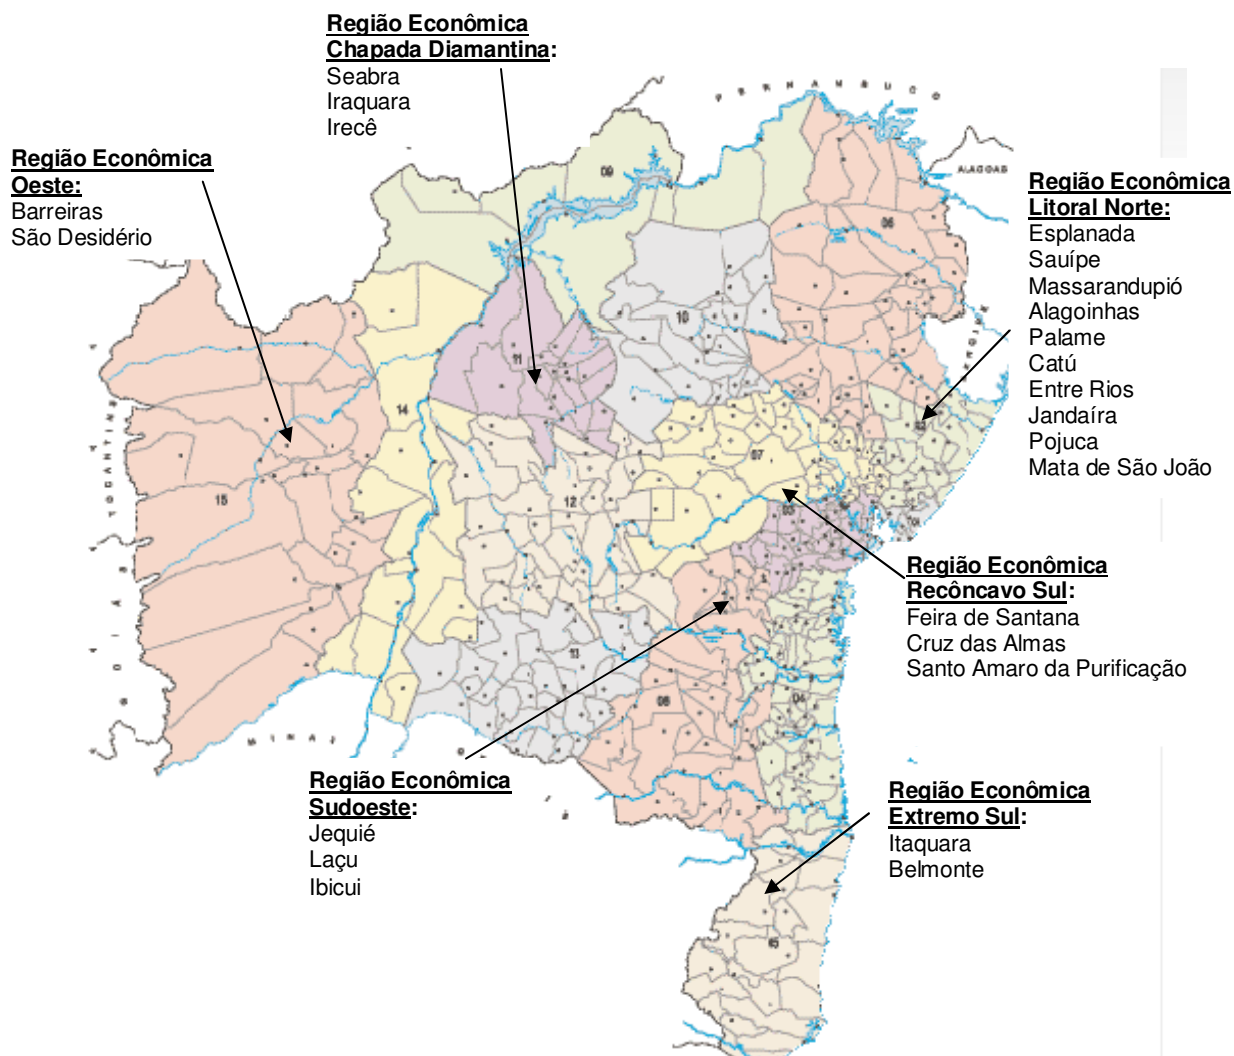 Região Econômica
Chapada Diamantina:
Seabra
Iraquara
Irecê
Região Econômica
Oeste:
Barreiras
São Desidério
Região Econômica
Litoral Norte:
Esplanada
Sauípe
Massarandupió
Alagoinhas
Palame
Catú
Entre Rios
Jandaíra
Pojuca
Mata de São João
Região Econômica
Recôncavo Sul:
Feira de Santana
Cruz das Almas
Santo Amaro da Purificação
Região Econômica
Sudoeste:
Jequié
Laçu
Ibicui
Região Econômica
Extremo Sul:
Itaquara
Belmonte
PERNAMBUCO
ALAGOAS
SERGIPE
TOCANTINS
GOIÁS
MINAS
09
06
10
11
14
02
07
15
12
03
13
08
04
05